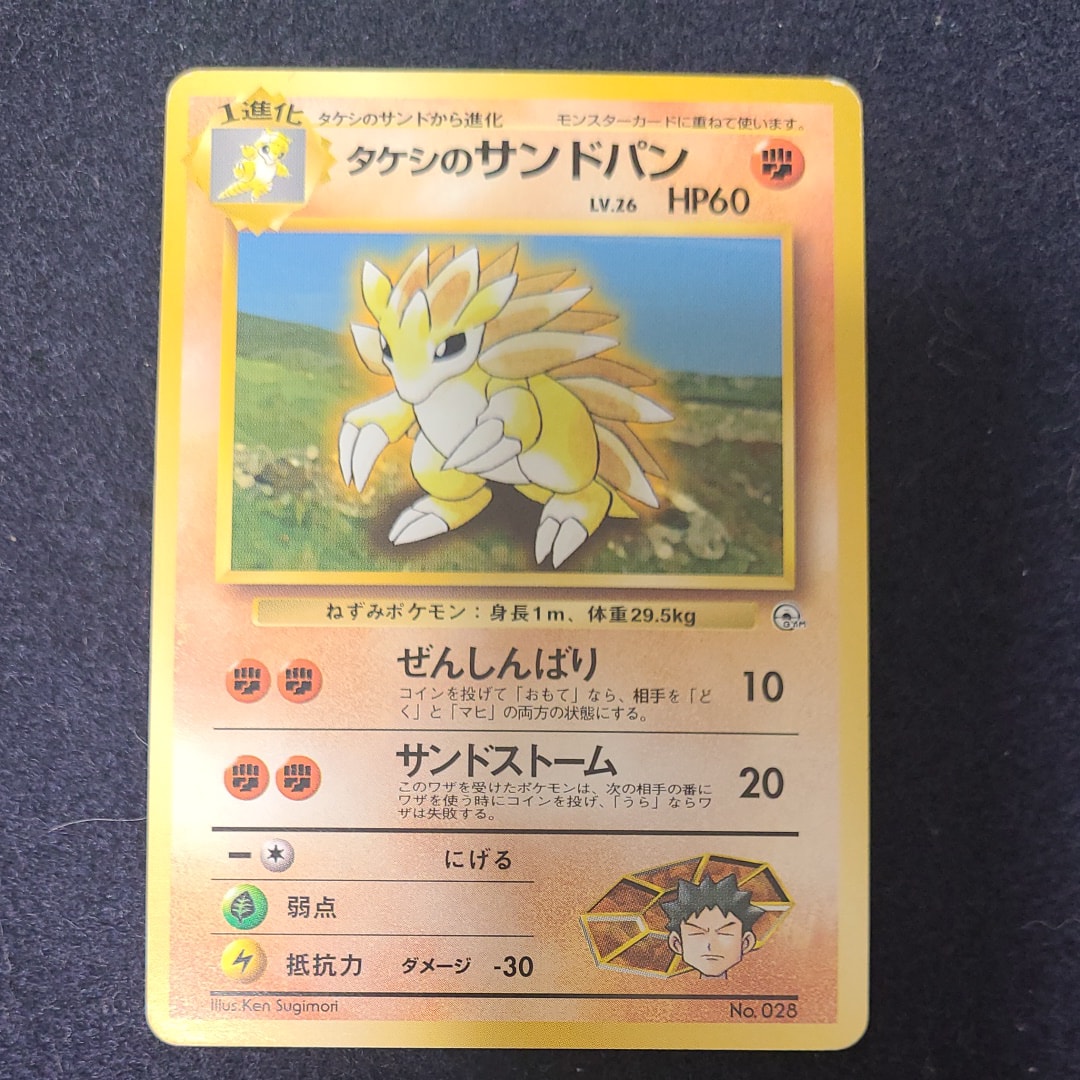 1進化
タケシのサンドから進化
モンスターカードに重ねて使います。
タケシのサンドパン
LV.26 HP60
ねずみポケモン：身長1m、体重29.5kg
GYM
ぜんしんばり 10
コインを投げて「おもて」なら、相手を「ど
く」と「マヒ」の両方の状態にする。
サンドストーム 20
このワザを受けたポケモンは、次の相手の番に
ワザを使う時にコインを投げ、「うら」ならワ
ザは失敗する。
にげる
弱点
抵抗力 ダメージ -30
Illus.Ken Sugimori
No. 028